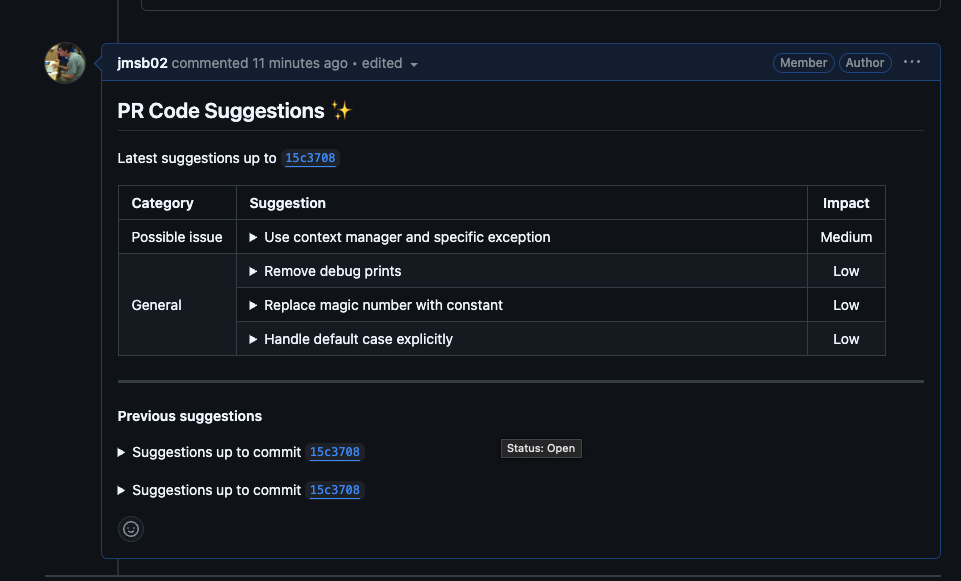 jmsb02 commented 11 minutes ago • edited
Member
Author
PR Code Suggestions ✨
Latest suggestions up to 15c3708
Category Suggestion Impact
Possible issue Use context manager and specific exception Medium
General
Remove debug prints Low
Replace magic number with constant Low
Handle default case explicitly Low
Previous suggestions
Suggestions up to commit 15c3708
Status: Open
Suggestions up to commit 15c3708